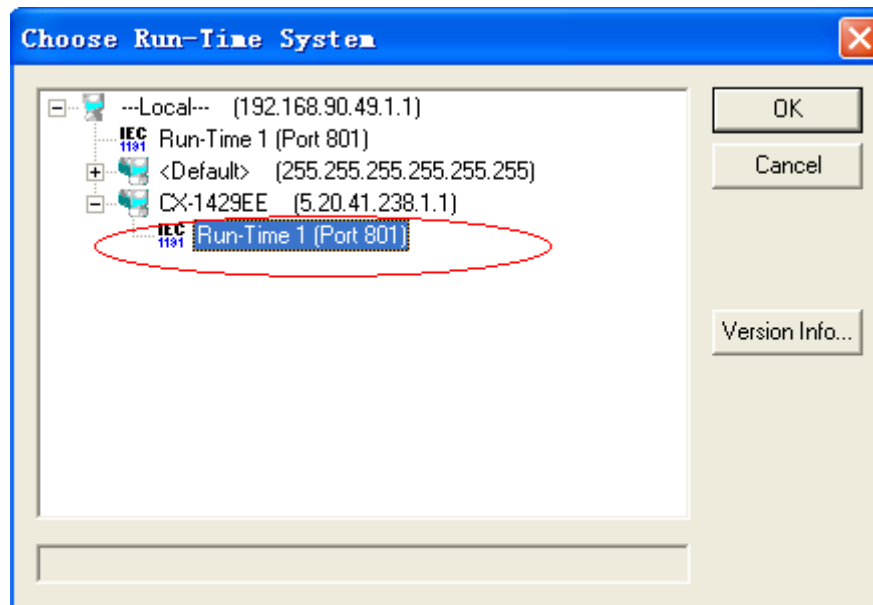 Choose Run-Time System
---Local--- (192.168.90.49.1.1)
IEC 1131 Run-Time 1 (Port 801)
<Default> (255.255.255.255.255.255)
CX-1429EE (5.20.41.238.1.1)
IEC 1131 Run-Time 1 (Port 801)
OK
Cancel
Version Info...